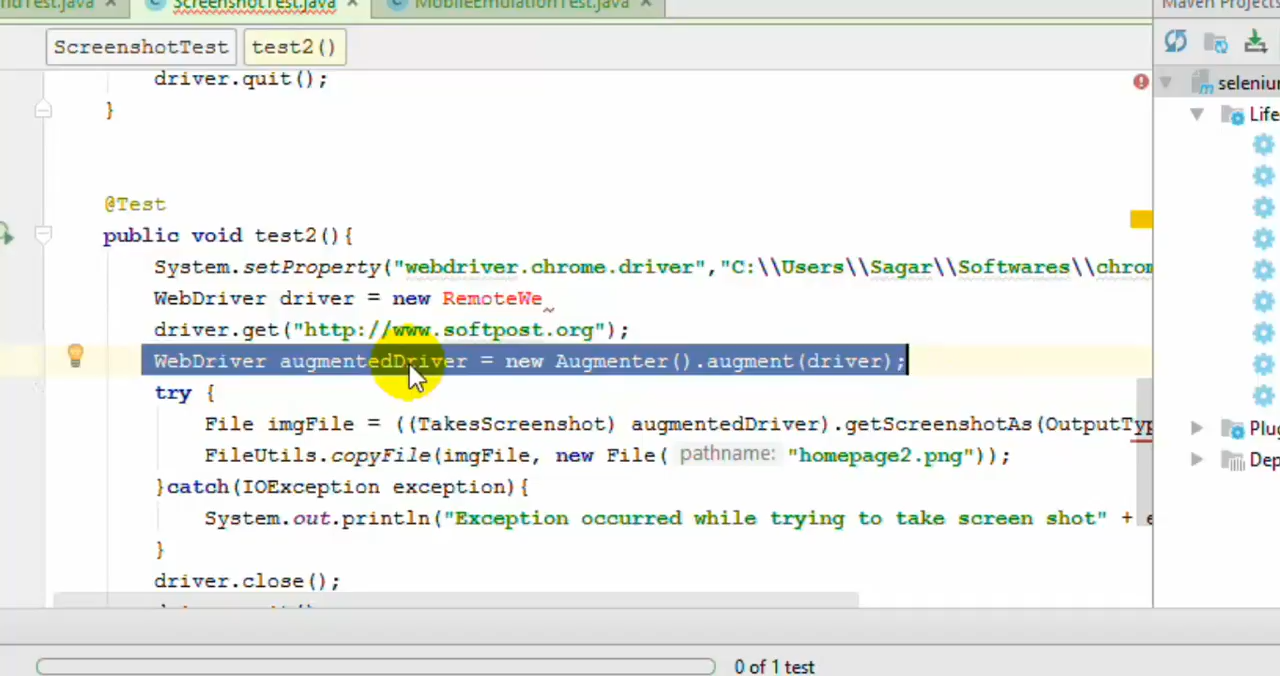 ndTest.java
ScreenshotTest.java
MobileEmulationTest.java
Maven Projects
ScreenshotTest
test2()
driver.quit();
}
seleniu
Life
@Test
public void test2(){
System.setProperty("webdriver.chrome.driver","C:\\Users\\Sagar\\Softwares\\chrom
WebDriver driver = new RemoteWe
driver.get("http://www.softpost.org");
WebDriver augmentedDriver = new Augmenter().augment(driver);
try {
File imgFile = ((TakesScreenshot) augmentedDriver).getScreenshotAs(OutputTyp
Plug
FileUtils.copyFile(imgFile, new File( pathname: "homepage2.png"));
Dep
}catch(IOException exception){
System.out.println("Exception occurred while trying to take screen shot" + e
}
driver.close();
0 of 1 test